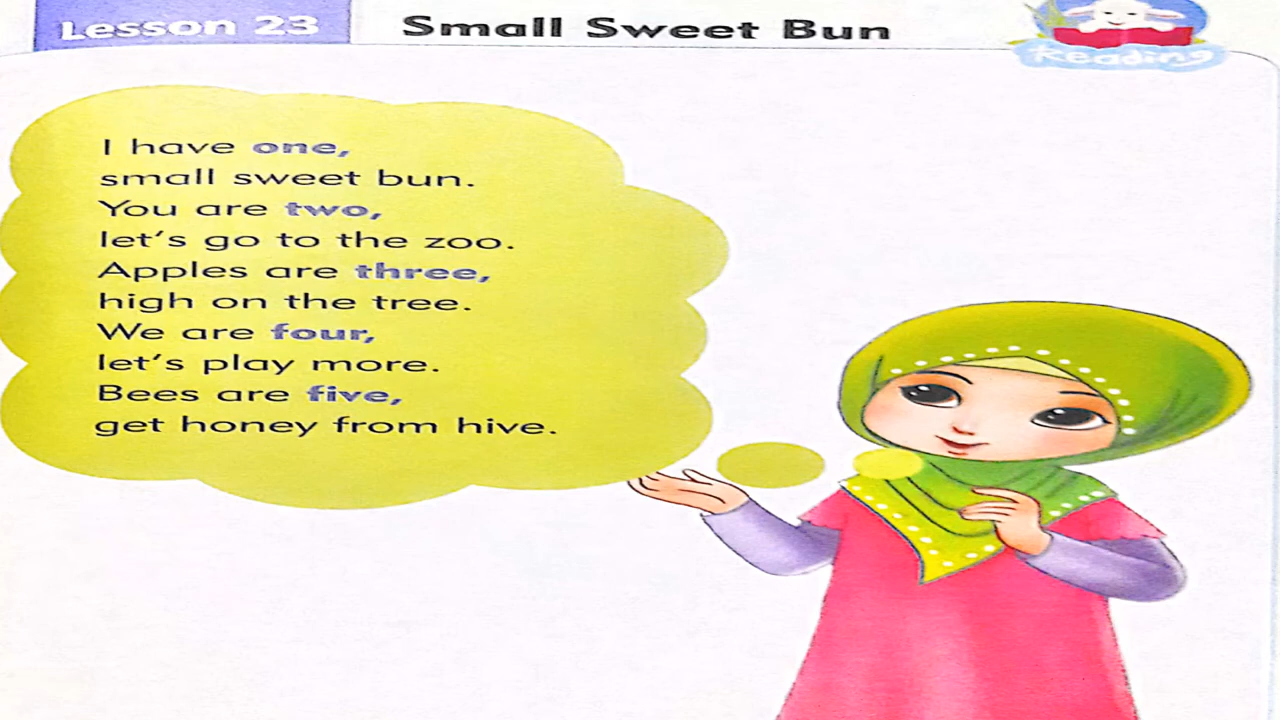 Lesson 23
Small Sweet Bun
Reading
I have one,
small sweet bun.
You are two,
let's go to the zoo.
Apples are three,
high on the tree.
We are four,
let's play more.
Bees are five,
get honey from hive.